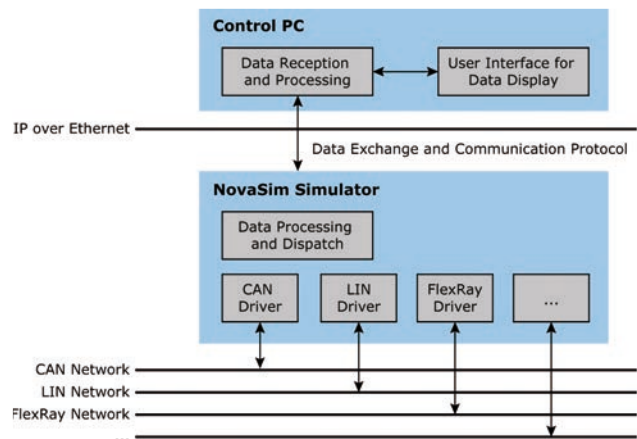 Control PC
Data Reception
and Processing
User Interface for
Data Display
IP over Ethernet
Data Exchange and Communication Protocol
NovaSim Simulator
Data Processing
and Dispatch
CAN
Driver
LIN
Driver
FlexRay
Driver
...
CAN Network
LIN Network
FlexRay Network
...